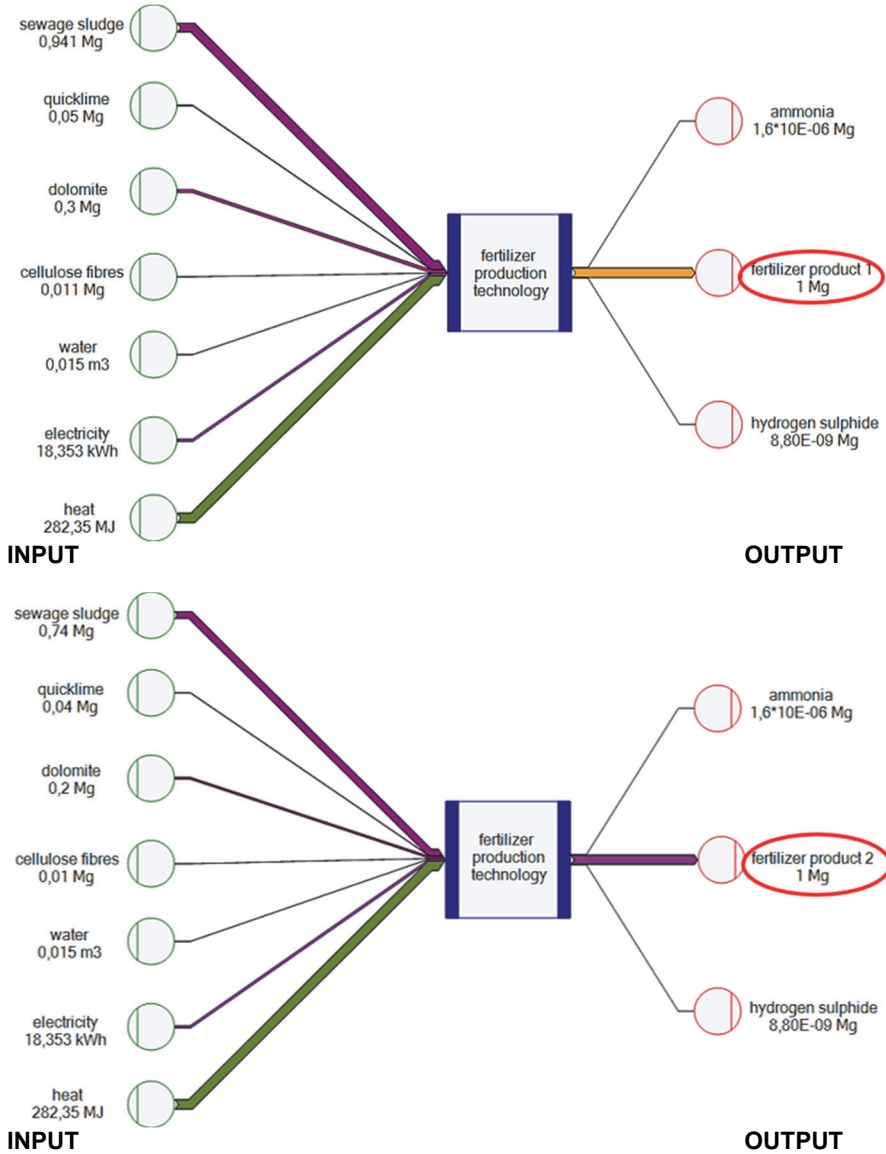 sewage sludge
0,941 Mg
quicklime
0,05 Mg
dolomite
0,3 Mg
cellulose fibres
0,011 Mg
water
0,015 m3
electricity
18,353 kWh
heat
282,35 MJ
fertilizer
production
technology
ammonia
1,6*10E-06 Mg
fertilizer product 1
1 Mg
hydrogen sulphide
8,80E-09 Mg
INPUT
OUTPUT
sewage sludge
0,74 Mg
quicklime
0,04 Mg
dolomite
0,2 Mg
cellulose fibres
0,01 Mg
water
0,015 m3
electricity
18,353 kWh
heat
282,35 MJ
fertilizer
production
technology
ammonia
1,6*10E-06 Mg
fertilizer product 2
1 Mg
hydrogen sulphide
8,80E-09 Mg
INPUT
OUTPUT